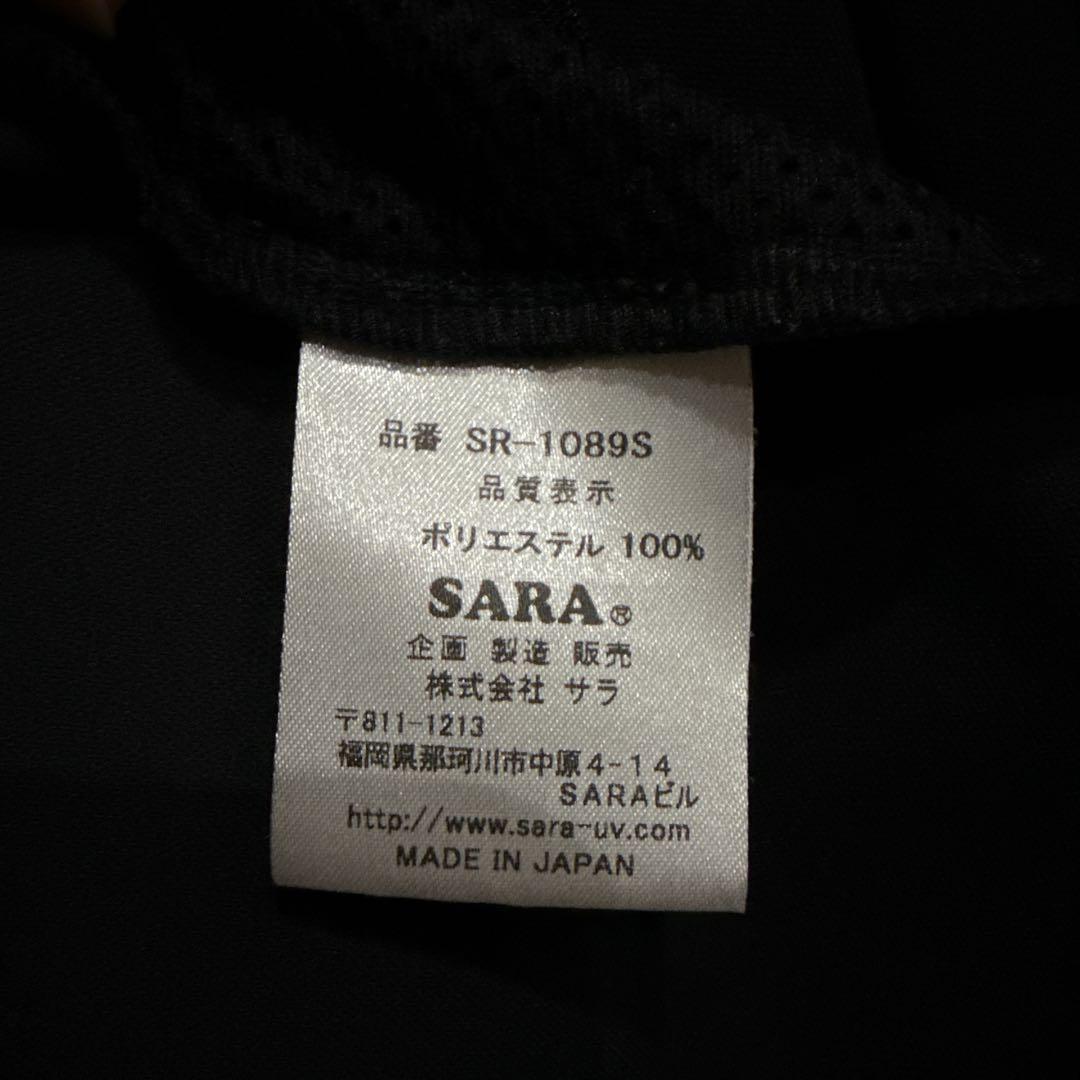 品番 SR-1089S
品質表示
ポリエステル 100%
SARA®
企画 製造 販売
株式会社 サラ
〒811-1213
福岡県那珂川市中原4-14
SARAビル
http://www.sara-uv.com
MADE IN JAPAN